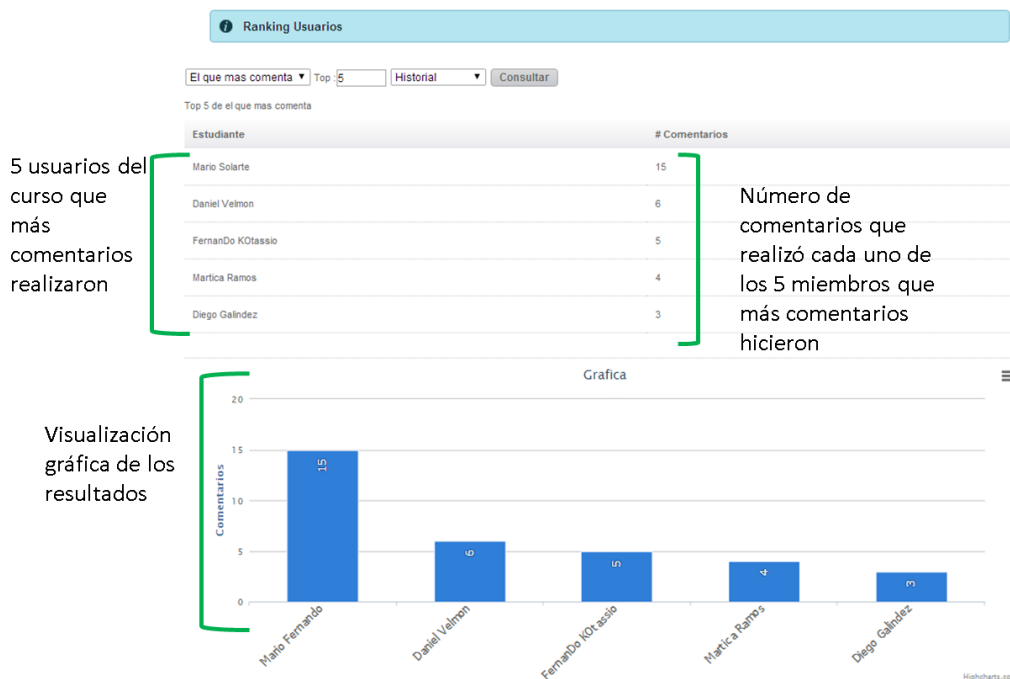 Ranking Usuarios
El que mas comenta Top : 5 Historial Consultar
Top 5 de el que mas comenta
Estudiante # Comentarios
Mario Solarte 15
Daniel Velmon 6
FernanDo KOtassio 5
Martica Ramos 4
Diego Galindez 3
5 usuarios del
curso que
más
comentarios
realizaron
Número de
comentarios que
realizó cada uno de
los 5 miembros que
más comentarios
hicieron
Visualización
gráfica de los
resultados
Grafica
Comentarios
20
15
10
5
0
15
6
5
4
3
Mario Fernando
Daniel Velmon
FernanDo KOtassio
Martica Ramos
Diego Galindez
Highcharts.co